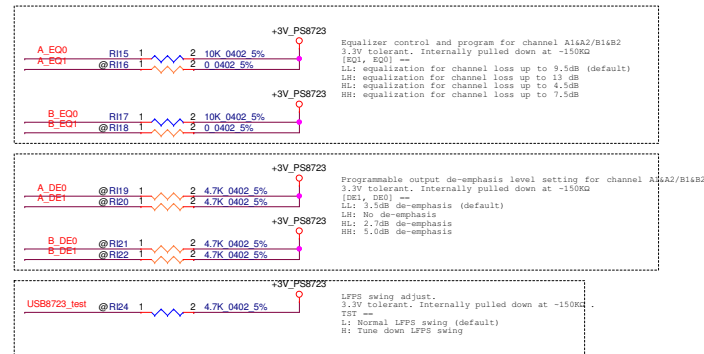 +3V_PS8723
A_EQ0 RI15 1 2 10K_0402_5%
A_EQ1 @RI16 1 2 0_0402_5%
+3V_PS8723
B_EQ0 RI17 1 2 10K_0402_5%
B_EQ1 @RI18 1 2 0_0402_5%
Equalizer control and program for channel A1&A2/B1&B2
3.3V tolerant. Internally pulled down at ~150KΩ
[EQ1, EQ0] ==
LL: equalization for channel loss up to 9.5dB (default)
LH: equalization for channel loss up to 13 dB
HL: equalization for channel loss up to 4.5dB
HH: equalization for channel loss up to 7.5dB
+3V_PS8723
A_DE0 @RI19 1 2 4.7K_0402_5%
A_DE1 @RI20 1 2 4.7K_0402_5%
+3V_PS8723
B_DE0 @RI21 1 2 4.7K_0402_5%
B_DE1 @RI22 1 2 4.7K_0402_5%
Programmable output de-emphasis level setting for channel A1&A2/B1&B2
3.3V tolerant. Internally pulled down at ~150KΩ
[DE1, DE0] ==
LL: 3.5dB de-emphasis (default)
LH: No de-emphasis
HL: 2.7dB de-emphasis
HH: 5.0dB de-emphasis
+3V_PS8723
USB8723_test @RI24 1 2 4.7K_0402_5%
LFPS swing adjust.
3.3V tolerant. Internally pulled down at ~150KΩ .
TST ==
L: Normal LFPS swing (default)
H: Tune down LFPS swing